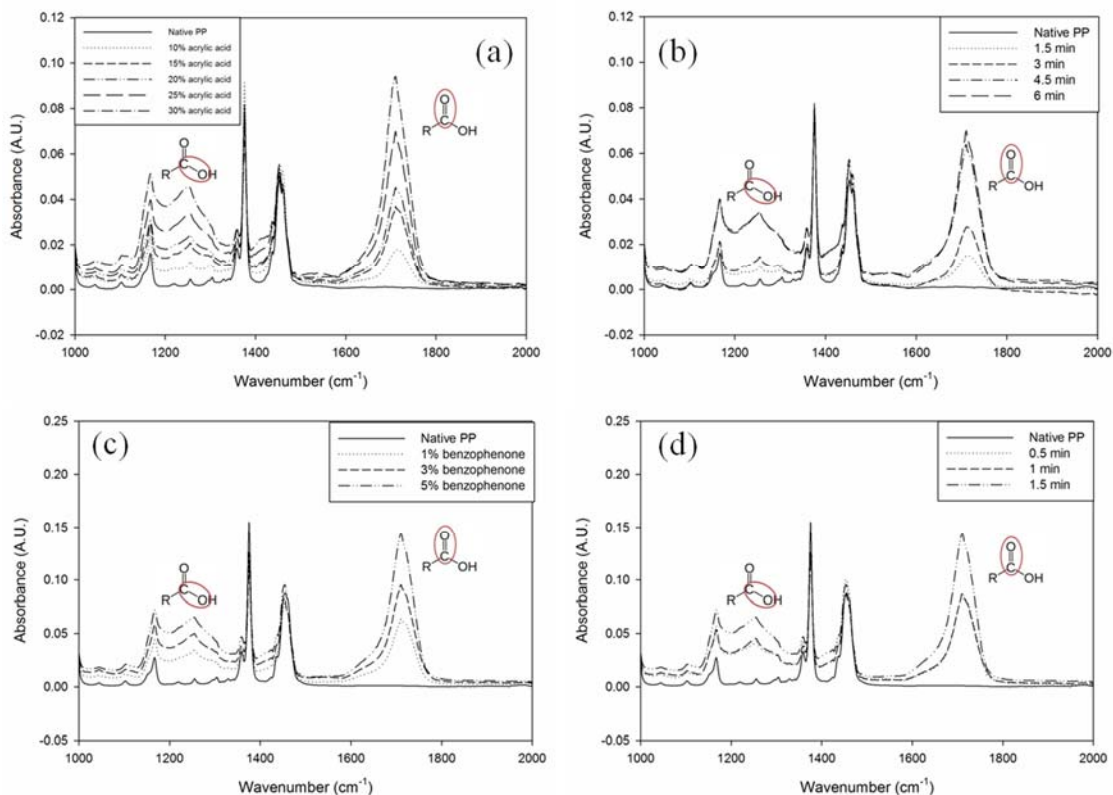 (a)
Native PP
10% acrylic acid
15% acrylic acid
20% acrylic acid
25% acrylic acid
30% acrylic acid
0.12
0.10
0.08
0.06
0.04
0.02
0.00
-0.02
Absorbance (A.U.)
O
C
R OH
O
C
R OH
1000 1200 1400 1600 1800 2000
Wavenumber (cm-1)
(b)
Native PP
1.5 min
3 min
4.5 min
6 min
0.12
0.10
0.08
0.06
0.04
0.02
0.00
-0.02
Absorbance (A.U.)
O
C
R OH
O
C
R OH
1000 1200 1400 1600 1800 2000
Wavenumber (cm-1)
(c)
Native PP
1% benzophenone
3% benzophenone
5% benzophenone
0.25
0.20
0.15
0.10
0.05
0.00
-0.05
Absorbance (A.U.)
O
C
R OH
O
C
R OH
1000 1200 1400 1600 1800 2000
Wavenumber (cm-1)
(d)
Native PP
0.5 min
1 min
1.5 min
0.25
0.20
0.15
0.10
0.05
0.00
-0.05
Absorbance (A.U.)
O
C
R OH
O
C
R OH
1000 1200 1400 1600 1800 2000
Wavenumber (cm-1)